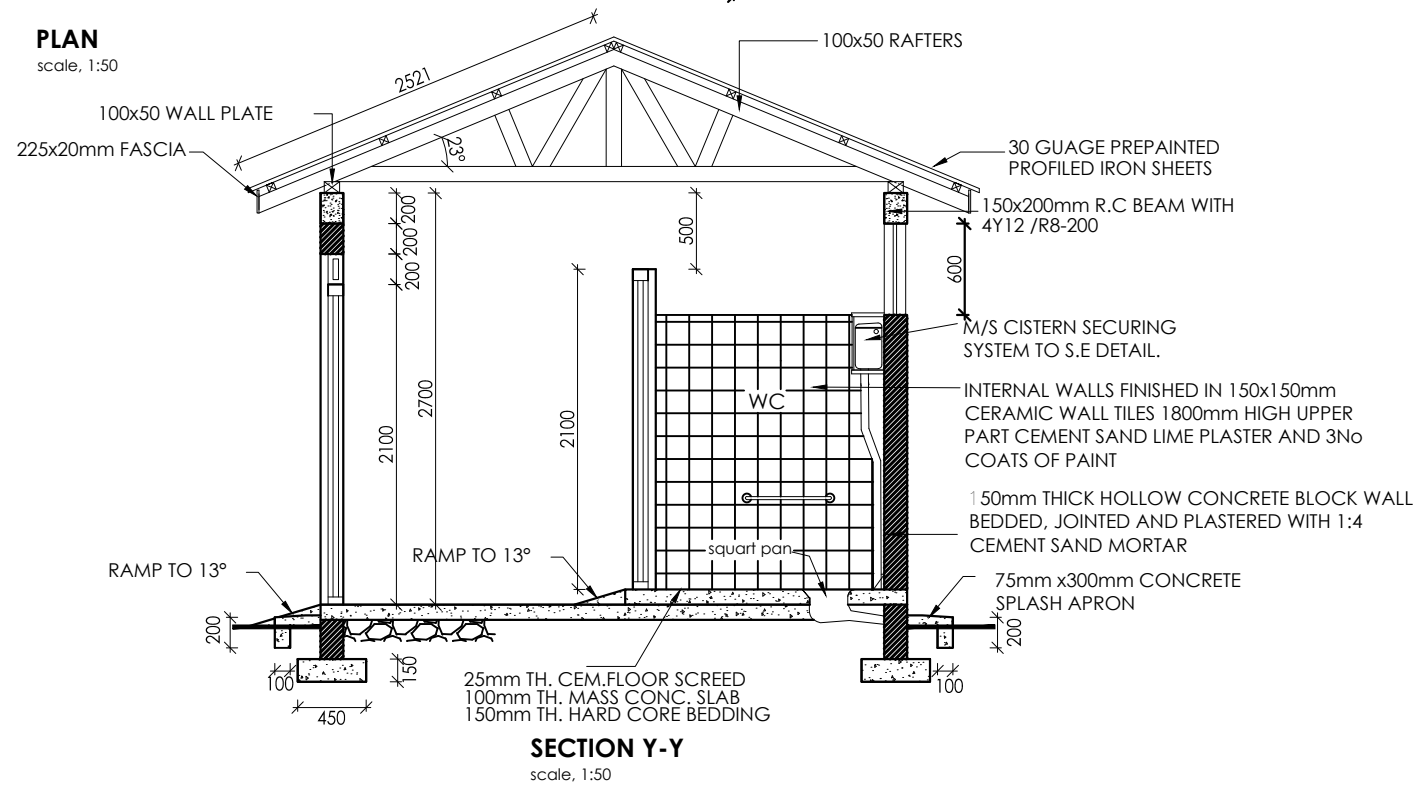 PLAN
scale, 1:50
2521
100x50 RAFTERS
100x50 WALL PLATE
225x20mm FASCIA
23°
30 GUAGE PREPAINTED
PROFILED IRON SHEETS
150x200mm R.C BEAM WITH
4Y12 /R8-200
200
200
200
500
600
M/S CISTERN SECURING
SYSTEM TO S.E DETAIL.
2700
2100
2100
WC
INTERNAL WALLS FINISHED IN 150x150mm
CERAMIC WALL TILES 1800mm HIGH UPPER
PART CEMENT SAND LIME PLASTER AND 3No
COATS OF PAINT
150mm THICK HOLLOW CONCRETE BLOCK WALL
BEDDED, JOINTED AND PLASTERED WITH 1:4
CEMENT SAND MORTAR
squart pan
RAMP TO 13°
RAMP TO 13°
75mm x300mm CONCRETE
SPLASH APRON
200
200
100
150
100
450
25mm TH. CEM.FLOOR SCREED
100mm TH. MASS CONC. SLAB
150mm TH. HARD CORE BEDDING
SECTION Y-Y
scale, 1:50